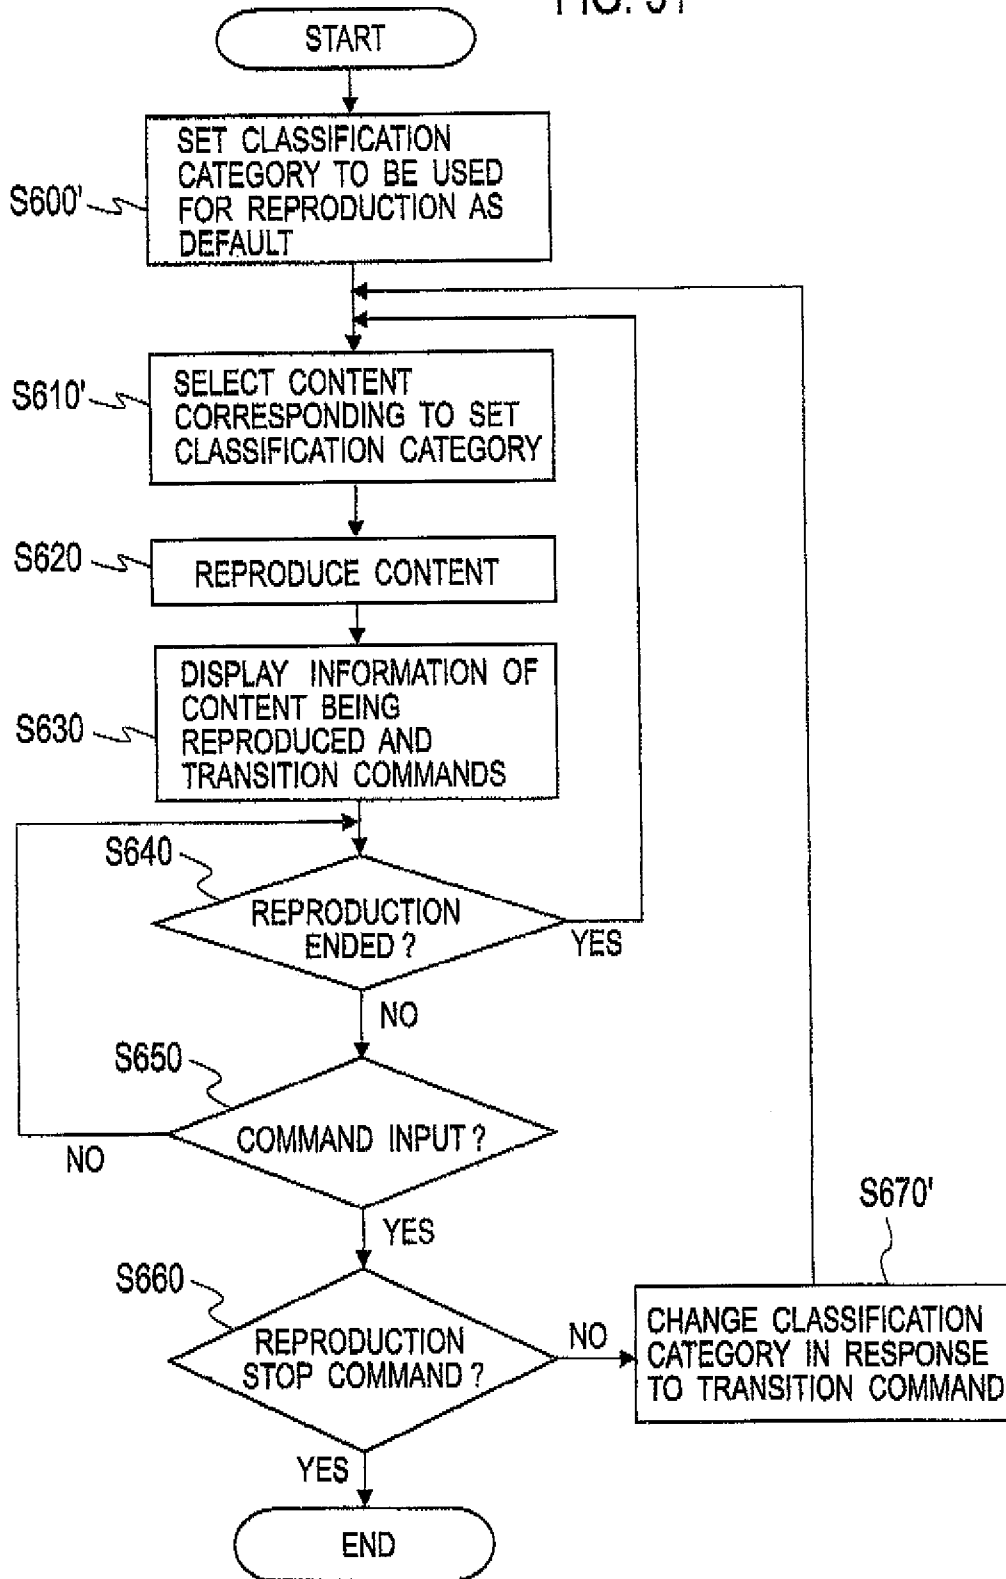 FIG. 31
START
S600'
SET CLASSIFICATION
CATEGORY TO BE USED
FOR REPRODUCTION AS
DEFAULT
S610'
SELECT CONTENT
CORRESPONDING TO SET
CLASSIFICATION CATEGORY
S620
REPRODUCE CONTENT
S630
DISPLAY INFORMATION OF
CONTENT BEING
REPRODUCED AND
TRANSITION COMMANDS
S640
REPRODUCTION
ENDED?
YES
NO
S650
COMMAND INPUT?
NO
YES
S660
REPRODUCTION
STOP COMMAND?
NO
S670'
CHANGE CLASSIFICATION
CATEGORY IN RESPONSE
TO TRANSITION COMMAND
YES
END